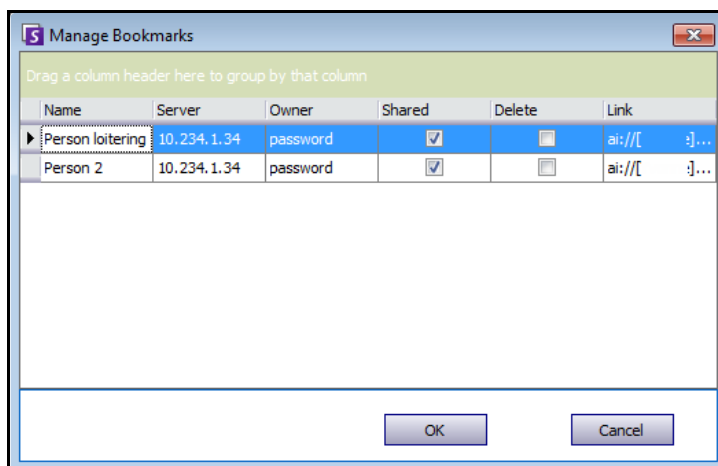 S Manage Bookmarks
Drag a column header here to group by that column
Name Server Owner Shared Delete Link
Person loitering 10.234.1.34 password ai://[ :]...
Person 2 10.234.1.34 password ai://[ :]...
OK Cancel